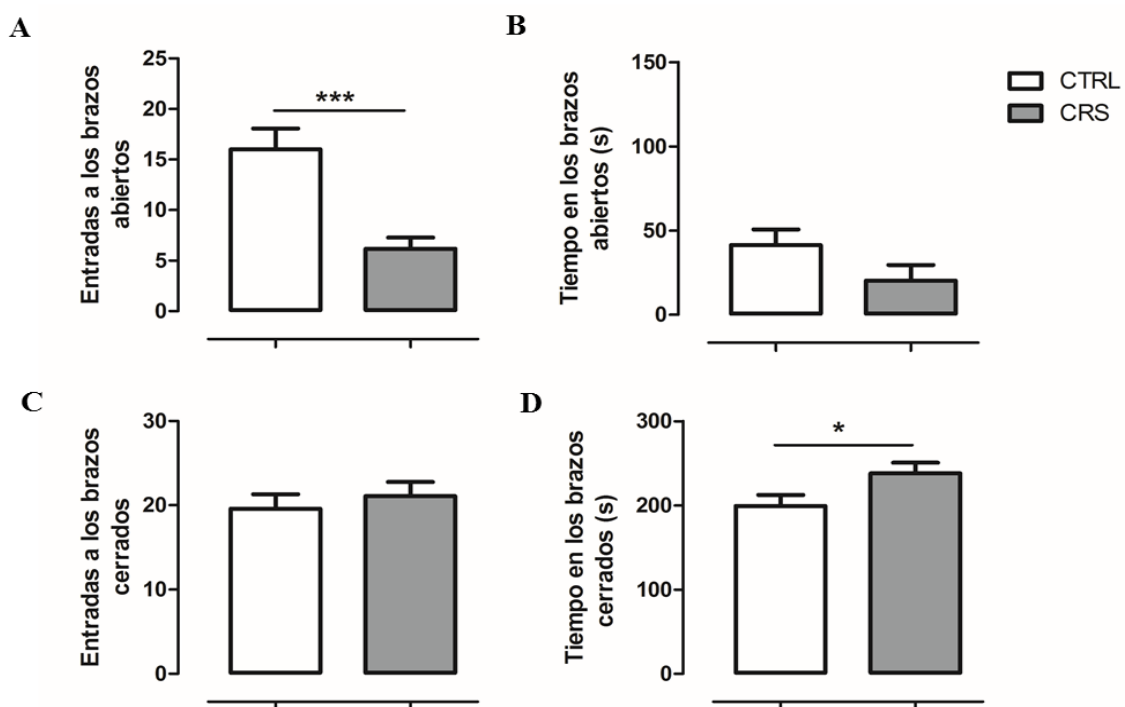 A
Entradas a los brazos
abiertos
25
20
15
10
5
0
***
B
Tiempo en los brazos
abiertos (s)
150
100
50
0
CTRL
CRS
C
Entradas a los brazos
cerrados
30
20
10
0
D
Tiempo en los brazos
cerrados (s)
300
200
100
0
*